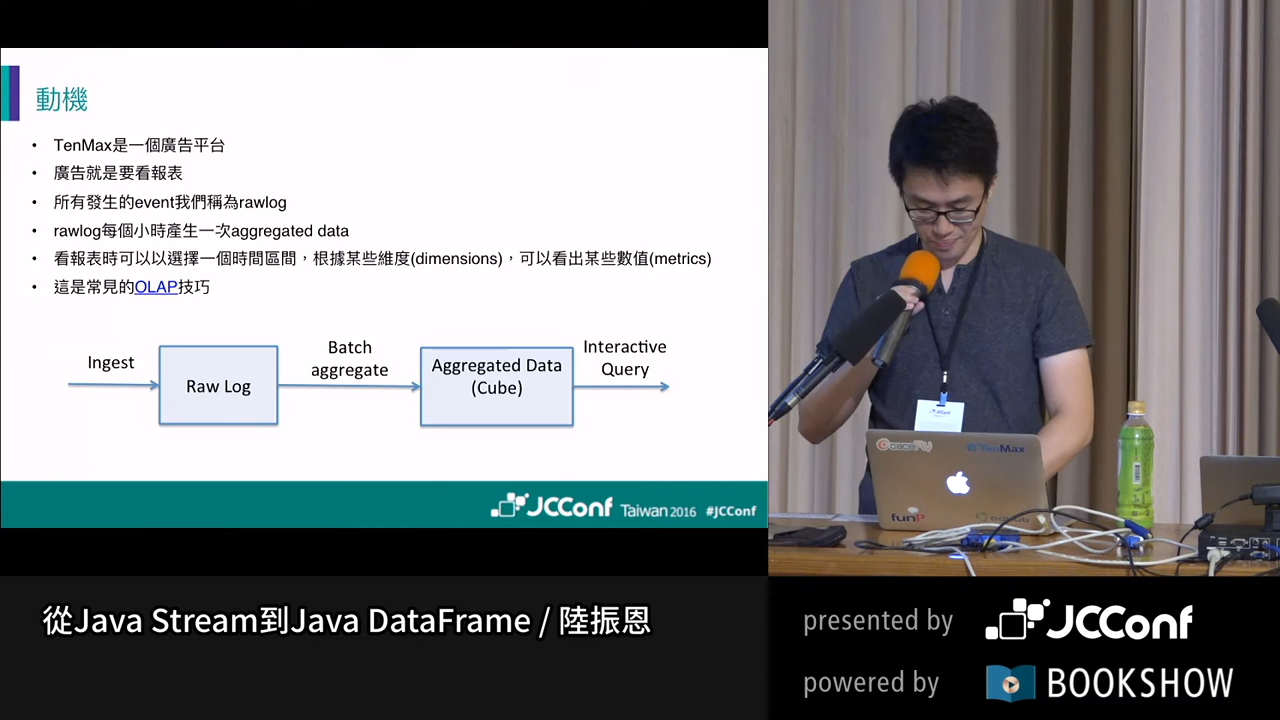 動機
• TenMax是一個廣告平台
• 廣告就是要看報表
• 所有發生的event我們稱為rawlog
• rawlog每個小時產生一次aggregated data
• 看報表時可以以選擇一個時間區間，根據某些維度(dimensions)，可以看出某些數值(metrics)
• 這是常見的OLAP技巧
Ingest
Raw Log
Batch
aggregate
Aggregated Data
(Cube)
Interactive
Query
JCConf Taiwan 2016 #JCConf
TenMax
funP
從Java Stream到Java DataFrame / 陸振恩
presented by JCConf
powered by BOOKSHOW